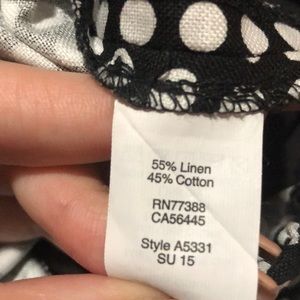 55% Linen
45% Cotton
RN77388
CA56445
Style A5331
SU 15